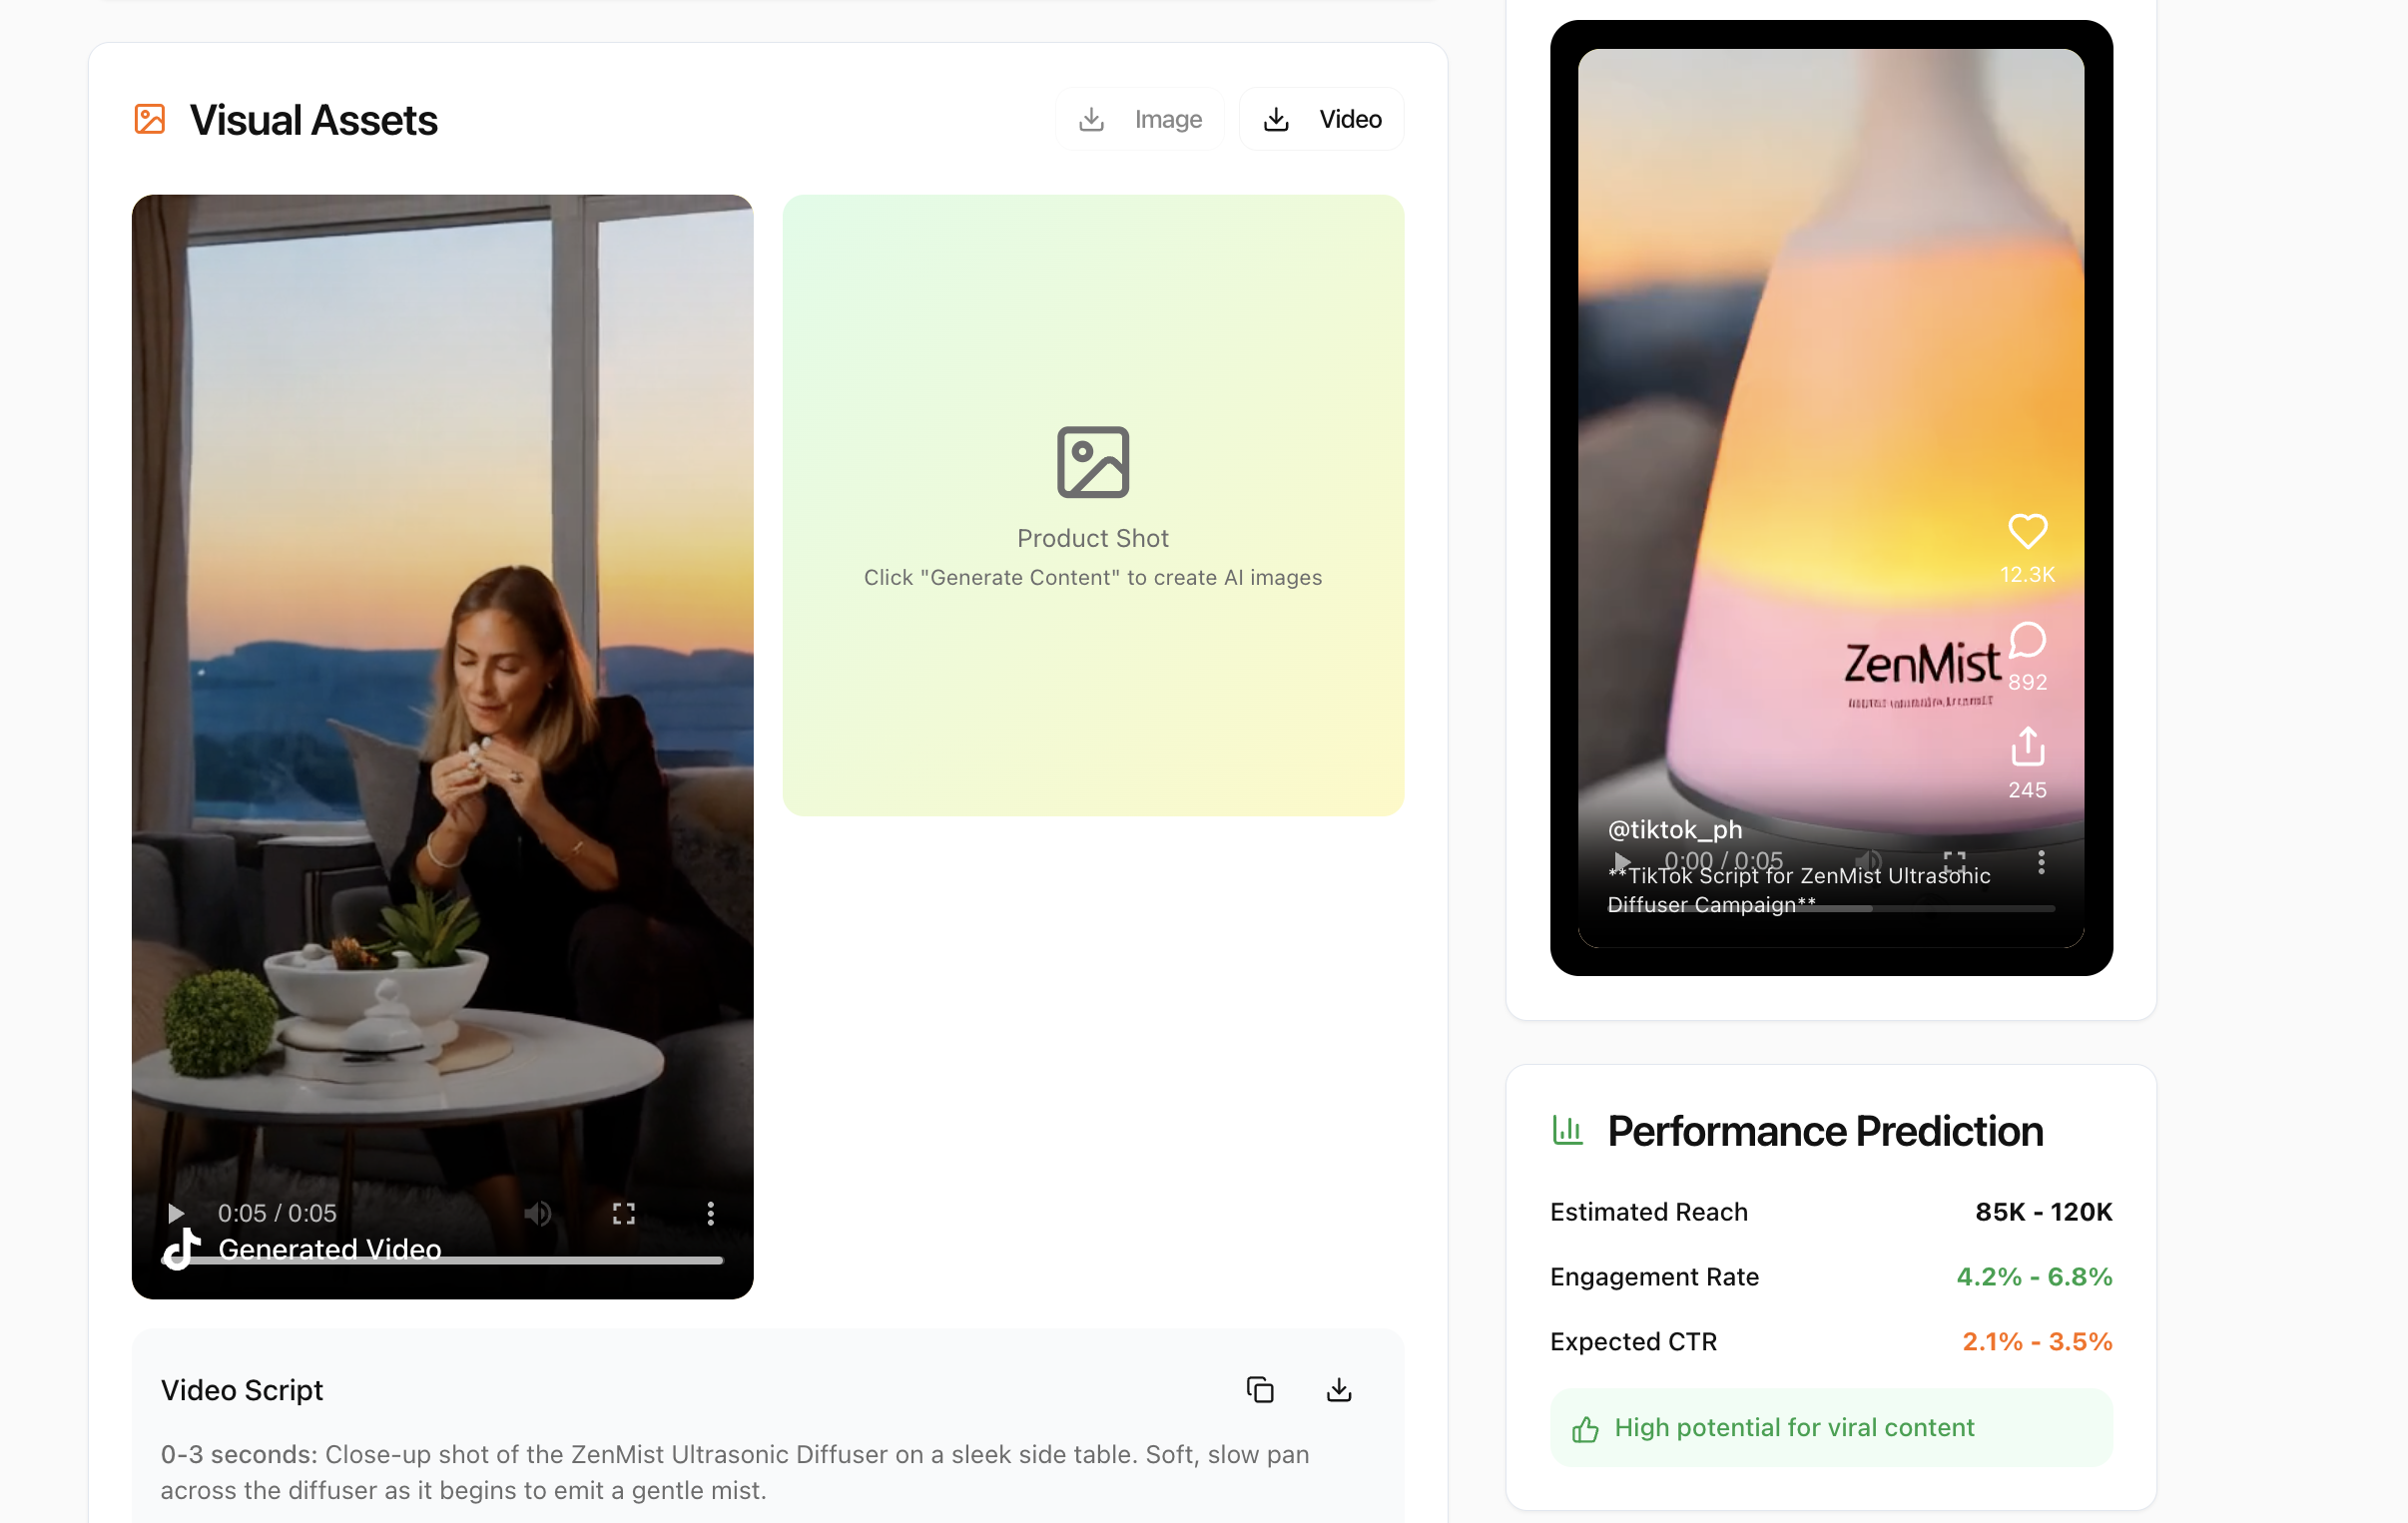 Visual Assets
Image
Video
Product Shot
Click "Generate Content" to create AI images
0:05 / 0:05
Generated Video
Video Script
0-3 seconds: Close-up shot of the ZenMist Ultrasonic Diffuser on a sleek side table. Soft, slow pan
across the diffuser as it begins to emit a gentle mist.
ZenMist
12.3K
892
245
@tiktok_ph
0:00 / 0:05
**TikTok Script for ZenMist Ultrasonic
Diffuser Campaign**
Performance Prediction
Estimated Reach
85K - 120K
Engagement Rate
4.2% - 6.8%
Expected CTR
2.1% - 3.5%
High potential for viral content